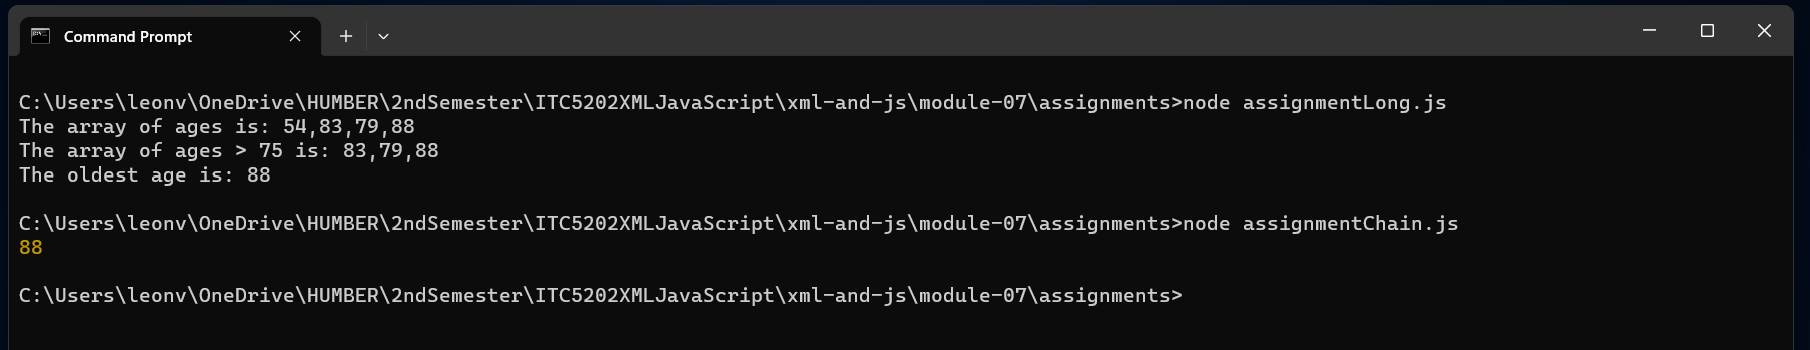 Command Prompt
C:\Users\leonv\OneDrive\HUMBER\2ndSemester\ITC5202XMLJavaScript\xml-and-js\module-07\assignments>node assignmentLong.js
The array of ages is: 54,83,79,88
The array of ages > 75 is: 83,79,88
The oldest age is: 88
C:\Users\leonv\OneDrive\HUMBER\2ndSemester\ITC5202XMLJavaScript\xml-and-js\module-07\assignments>node assignmentChain.js
88
C:\Users\leonv\OneDrive\HUMBER\2ndSemester\ITC5202XMLJavaScript\xml-and-js\module-07\assignments>